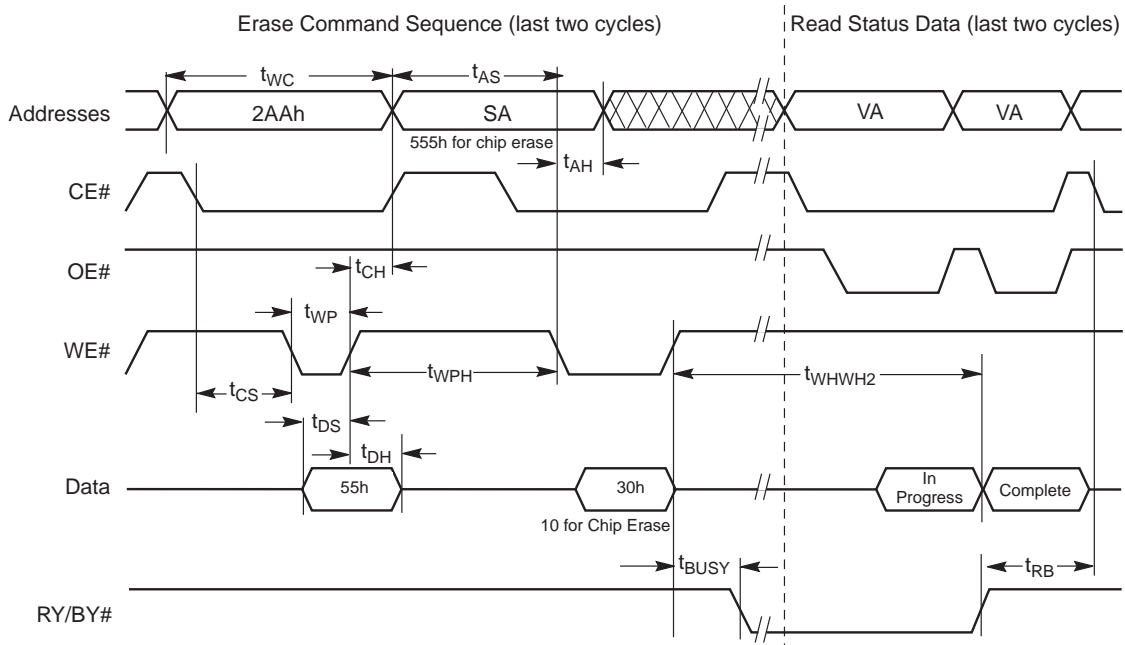 Erase Command Sequence (last two cycles)
Read Status Data (last two cycles)
tWC
tAS
Addresses
2AAh
SA
VA
VA
555h for chip erase
tAH
CE#
OE#
tCH
tWP
WE#
tWPH
tWHWH2
tCS
tDS
tDH
Data
55h
30h
In
Progress
Complete
10 for Chip Erase
tBUSY
tRB
RY/BY#